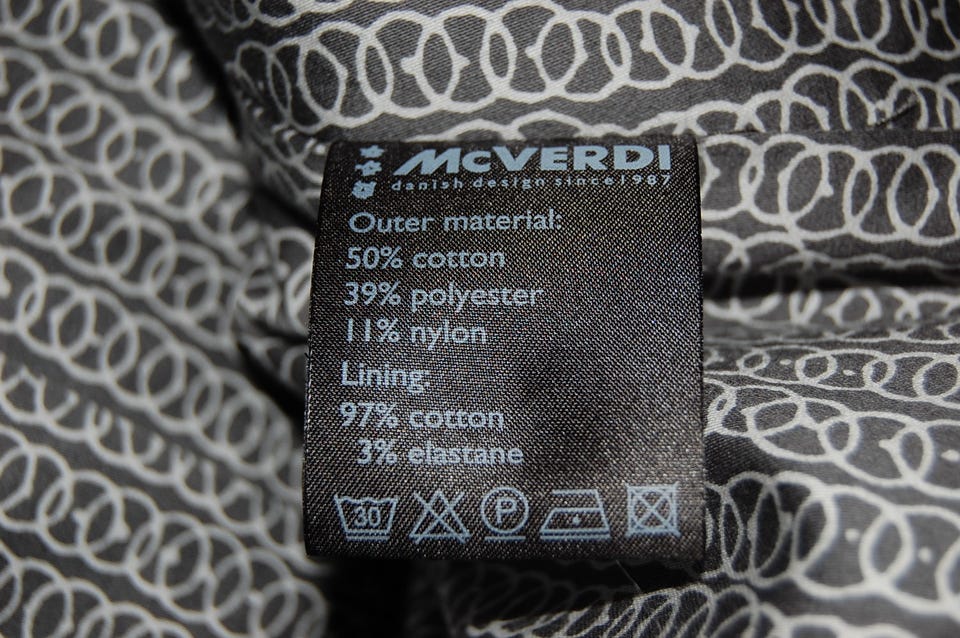 McVERDI
danish design since 1987
Outer material:
50% cotton
39% polyester
11% nylon
Lining:
97% cotton
3% elastane
30 P